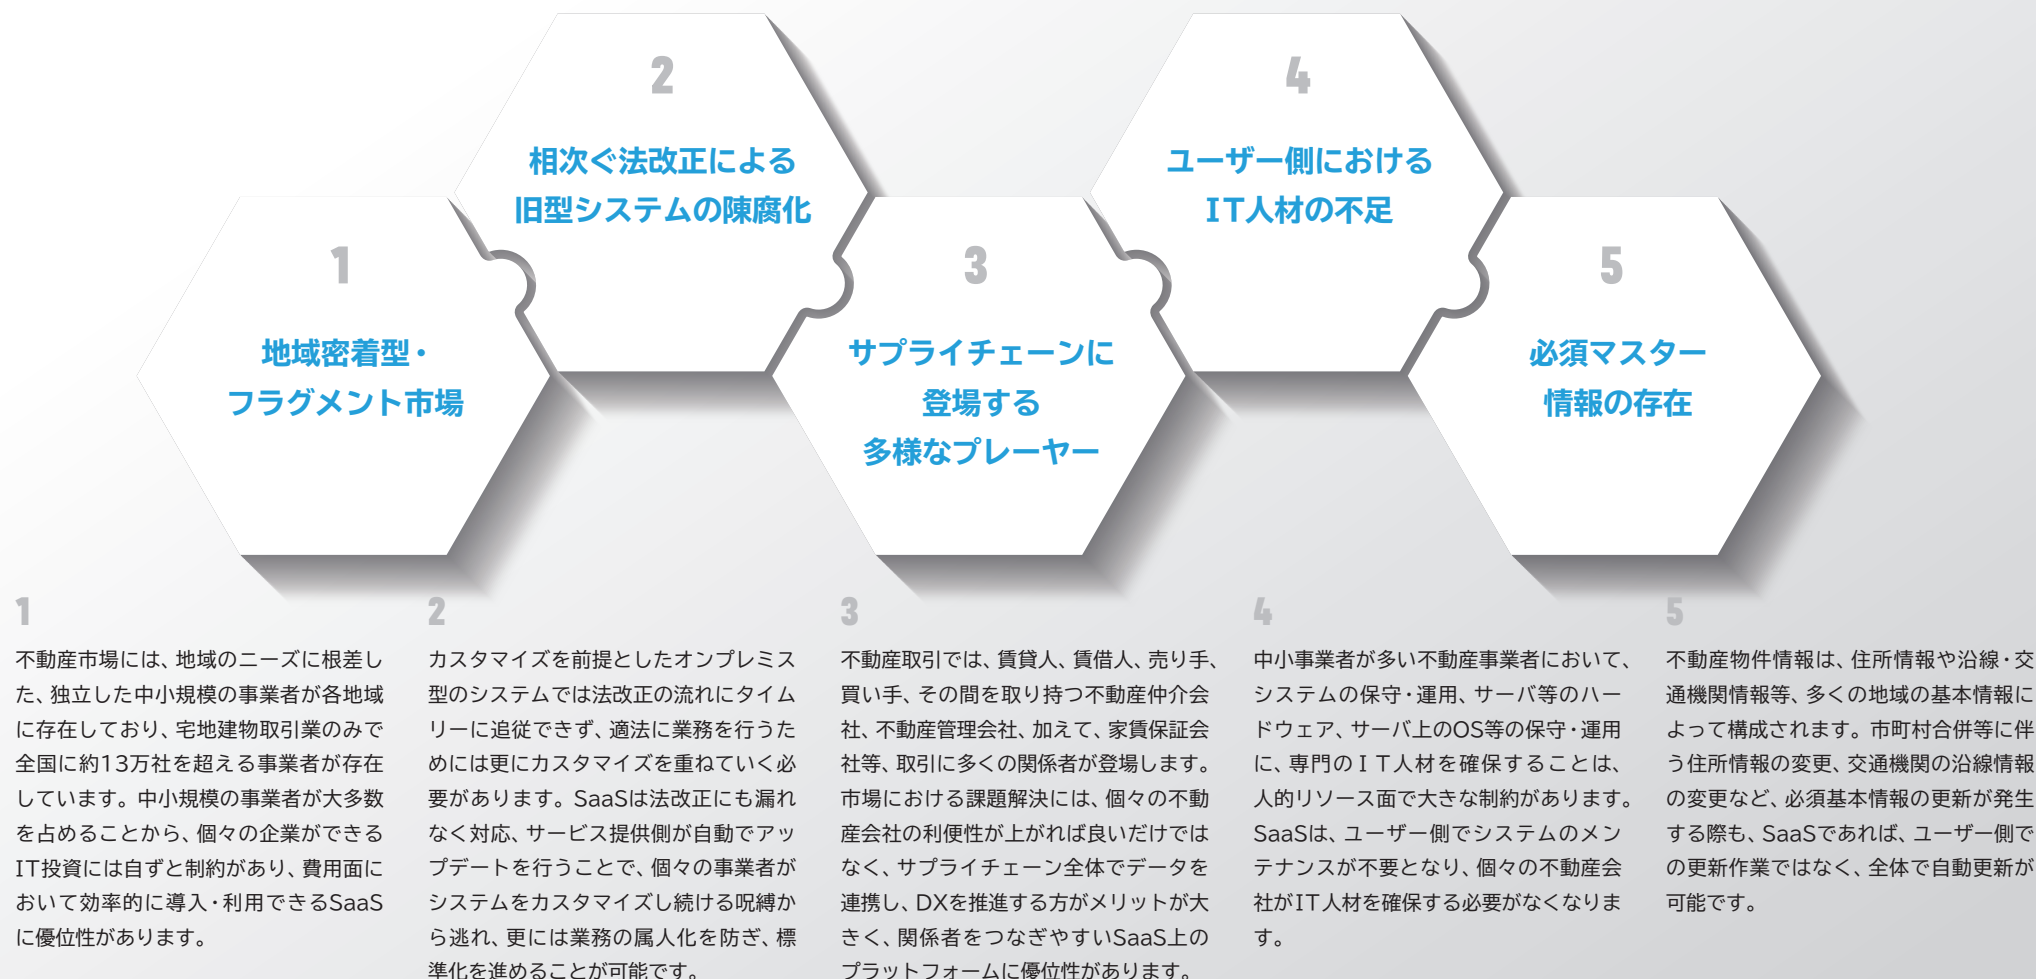 1
地域密着型・
フラグメント市場
2
相次ぐ法改正による
旧型システムの陳腐化
3
サプライチェーンに
登場する
多様なプレーヤー
4
ユーザー側における
IT人材の不足
5
必須マスター
情報の存在
1
不動産市場には、地域のニーズに根差し
た、独立した中小規模の事業者が各地域
に存在しており、宅地建物取引業のみで
全国に約13万社を超える事業者が存在
しています。中小規模の事業者が大多数
を占めることから、個々の企業ができる
IT投資には自ずと制約があり、費用面に
おいて効率的に導入・利用できるSaaS
に優位性があります。
2
カスタマイズを前提としたオンプレミス
型のシステムでは法改正の流れにタイム
リーに追従できず、適法に業務を行うた
めには更にカスタマイズを重ねていく必
要があります。SaaSは法改正にも漏れ
なく対応、サービス提供側が自動でアッ
プデートを行うことで、個々の事業者が
システムをカスタマイズし続ける呪縛か
ら逃れ、更には業務の属人化を防ぎ、標
準化を進めることが可能です。
3
不動産取引では、賃貸人、賃借人、売り手、
買い手、その間を取り持つ不動産仲介会
社、不動産管理会社、加えて、家賃保証会
社等、取引に多くの関係者が登場します。
市場における課題解決には、個々の不動
産会社の利便性が上がれば良いだけでは
なく、サプライチェーン全体でデータを
連携し、DXを推進する方がメリットが大
きく、関係者をつなぎやすいSaaS上の
プラットフォームに優位性があります。
4
中小事業者が多い不動産事業者において、
システムの保守・運用、サーバ等のハー
ドウェア、サーバ上のOS等の保守・運用
に、専門のIT人材を確保することは、
人的リソース面で大きな制約があります。
SaaSは、ユーザー側でシステムのメン
テナンスが不要となり、個々の不動産会
社がIT人材を確保する必要がなくなりま
す。
5
不動産物件情報は、住所情報や沿線・交
通機関情報等、多くの地域の基本情報に
よって構成されます。市町村合併等に伴
う住所情報の変更、交通機関の沿線情報
の変更など、必須基本情報の更新が発生
する際も、SaaSであれば、ユーザー側で
の更新作業ではなく、全体で自動更新が
可能です。